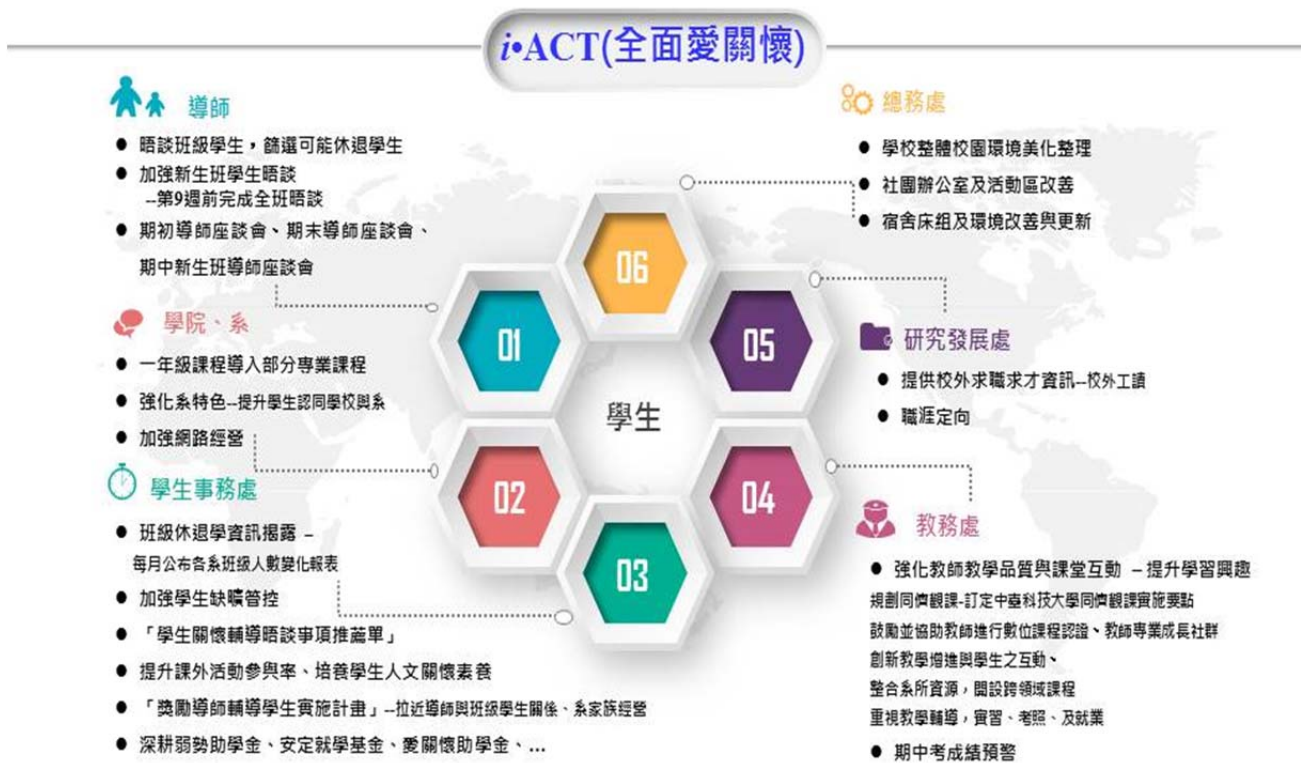 i•ACT(全面愛關懷)
導師
● 晤談班級學生,篩選可能休退學生
● 加強新生班學生晤談
--第9週前完成全班晤談
● 期初導師座談會、期末導師座談會、
期中新生班導師座談會
學院、系
● 一年級課程導入部分專業課程
● 強化系特色--提升學生認同學校與系
● 加強網路經營
學生事務處
● 班級休退學資訊揭露 –
每月公布各系班級人數變化報表
● 加強學生缺曠管控
● 「學生關懷輔導晤談事項推薦單」
● 提升課外活動參與率、培養學生人文關懷素養
● 「獎勵導師輔導學生實施計畫」--拉近導師與班級學生關係、系家族經營
● 深耕弱勢助學金、安定就學基金、愛關懷助學金、…
01
02
03
04
05
06
學生
總務處
● 學校整體校園環境美化整理
● 社團辦公室及活動區改善
● 宿舍床組及環境改善與更新
研究發展處
● 提供校外求職求才資訊--校外工讀
● 職涯定向
教務處
● 強化教師教學品質與課堂互動 – 提升學習興趣
規劃同儕觀課-訂定中臺科技大學同儕觀課實施要點
鼓勵並協助教師進行數位課程認證、教師專業成長社群
創新教學增進與學生之互動、
整合系所資源,開設跨領域課程
重視教學輔導,實習、考照、及就業
● 期中考成績預警